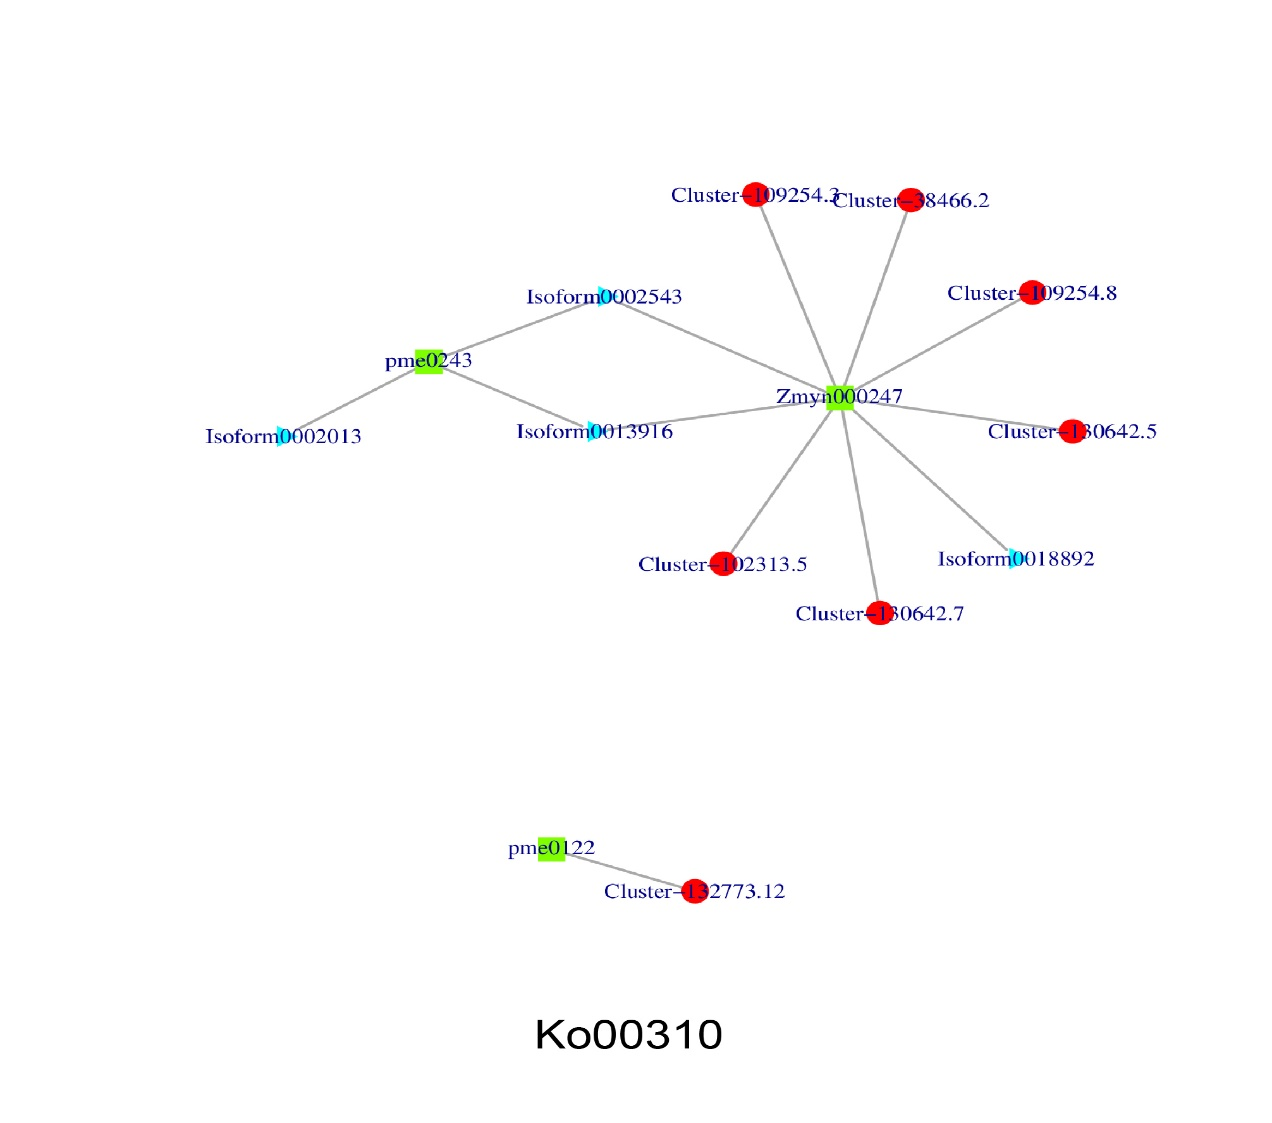 Cluster-109254.3
Cluster-38466.2
Cluster-109254.8
Isoform0002543
pme0243
Zmyn000247
Isoform0002013
Isoform0013916
Cluster-130642.5
Cluster-102313.5
Isoform0018892
Cluster-130642.7
pme0122
Cluster-132773.12
Ko00310